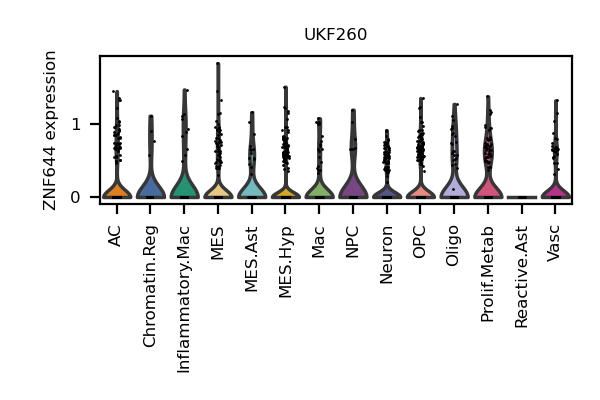 UKF260
ZNF644 expression
1
0
AC
Chromatin.Reg
Inflammatory.Mac
MES
MES.Ast
MES.Hyp
Mac
NPC
Neuron
OPC
Oligo
Prolif.Metab
Reactive.Ast
Vasc